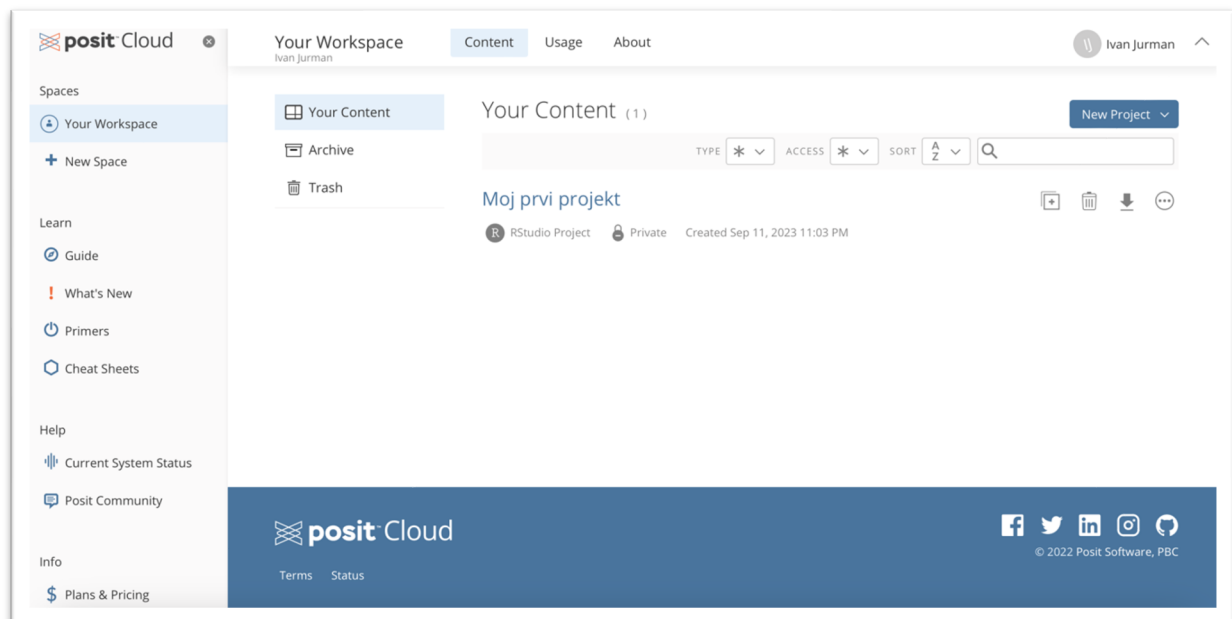 posit Cloud
Spaces
Your Workspace
New Space
Learn
Guide
What's New
Primers
Cheat Sheets
Help
Current System Status
Posit Community
Info
Plans & Pricing
Your Workspace
Ivan Jurman
Content Usage About
IJ Ivan Jurman
Your Content
Archive
Trash
Your Content (1)
New Project
TYPE * ACCESS * SORT A Z
Moj prvi projekt
R RStudio Project Private Created Sep 11, 2023 11:03 PM
posit Cloud
© 2022 Posit Software, PBC
Terms Status